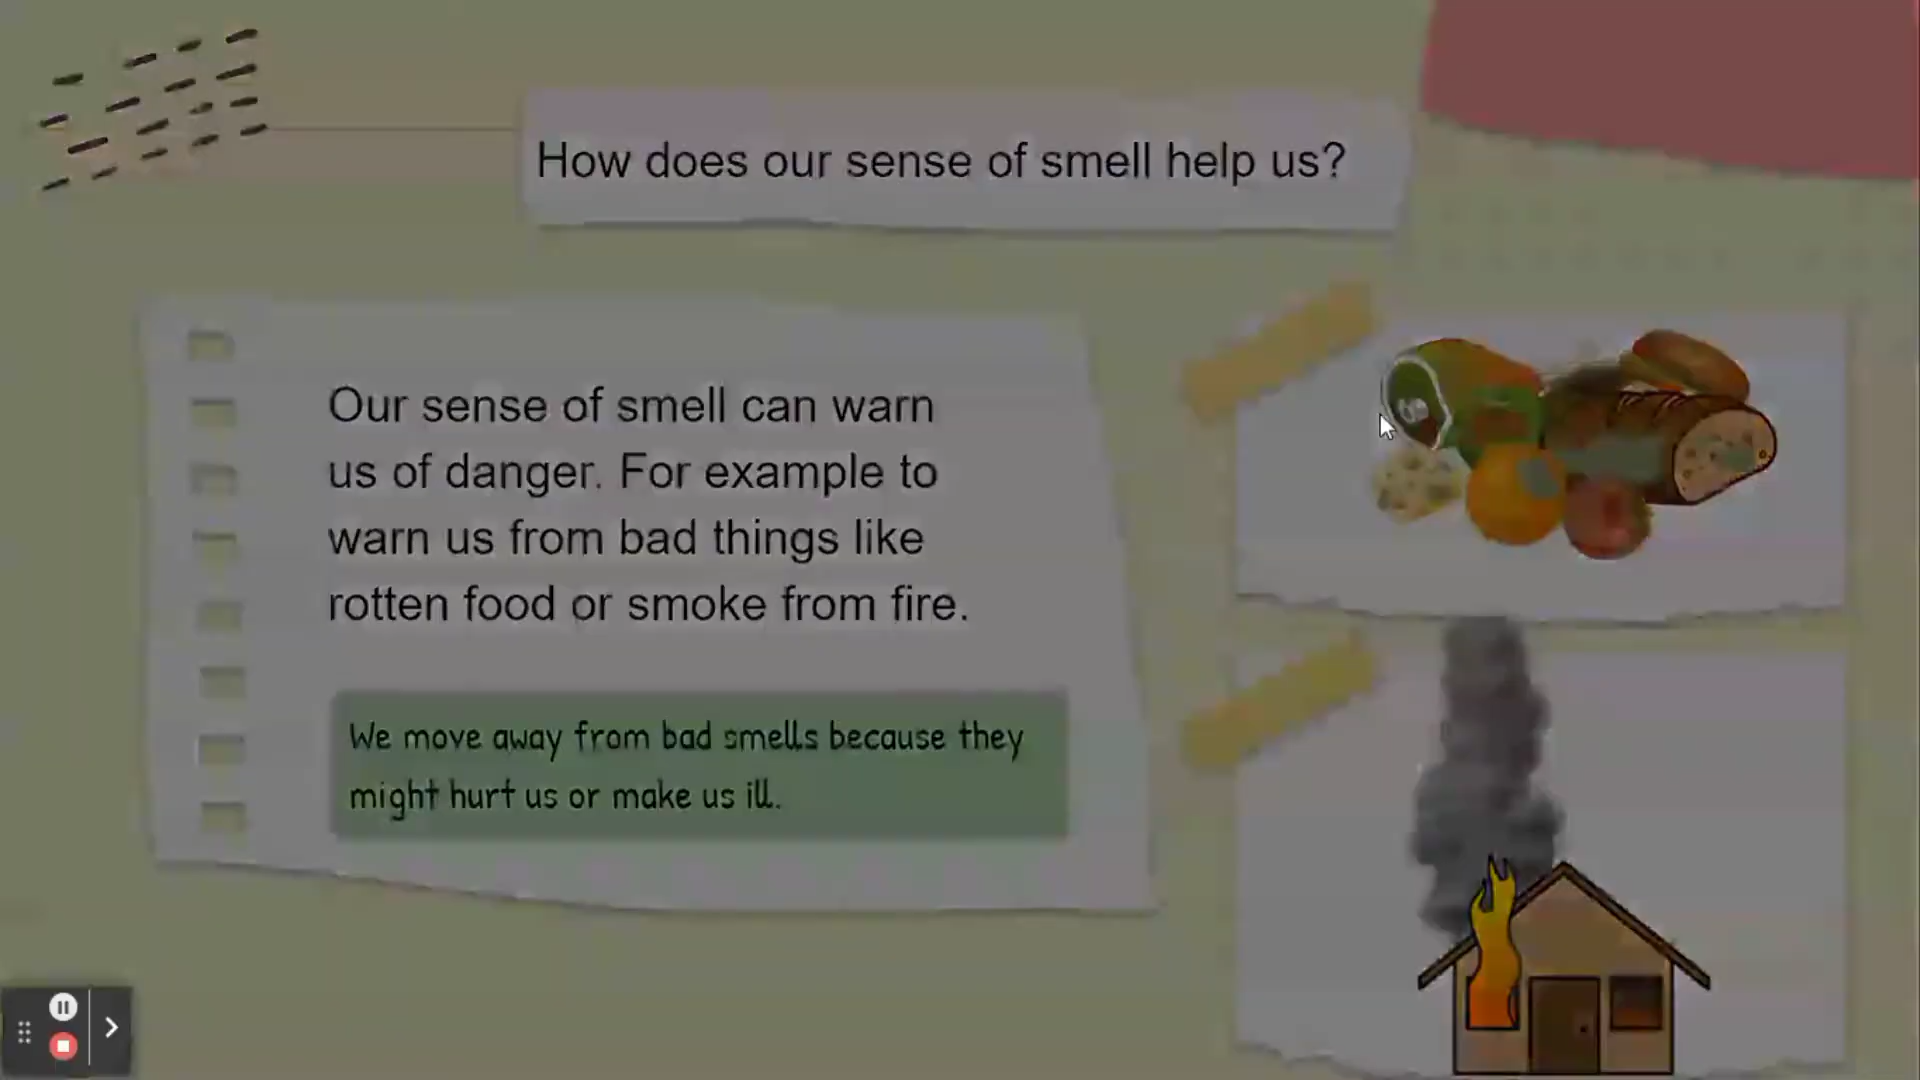 How does our sense of smell help us?
Our sense of smell can warn
us of danger. For example to
warn us from bad things like
rotten food or smoke from fire.
We move away from bad smells because they
might hurt us or make us ill.